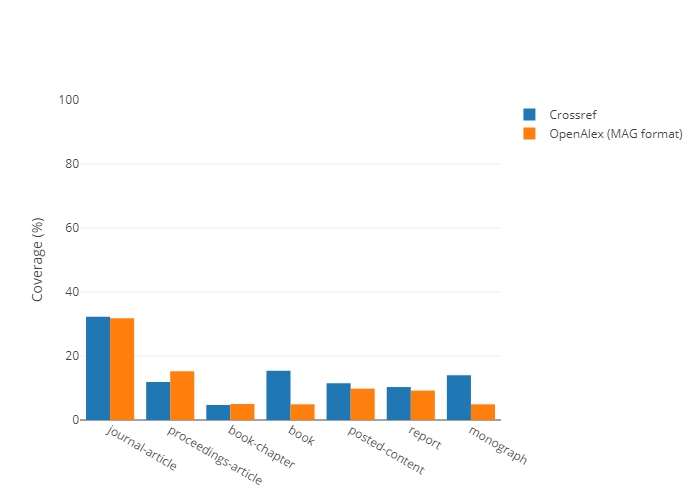 100
80
60
40
20
0
Coverage (%)
journal-article
proceedings-article
book-chapter
book
posted-content
report
monograph
Crossref
OpenAlex (MAG format)